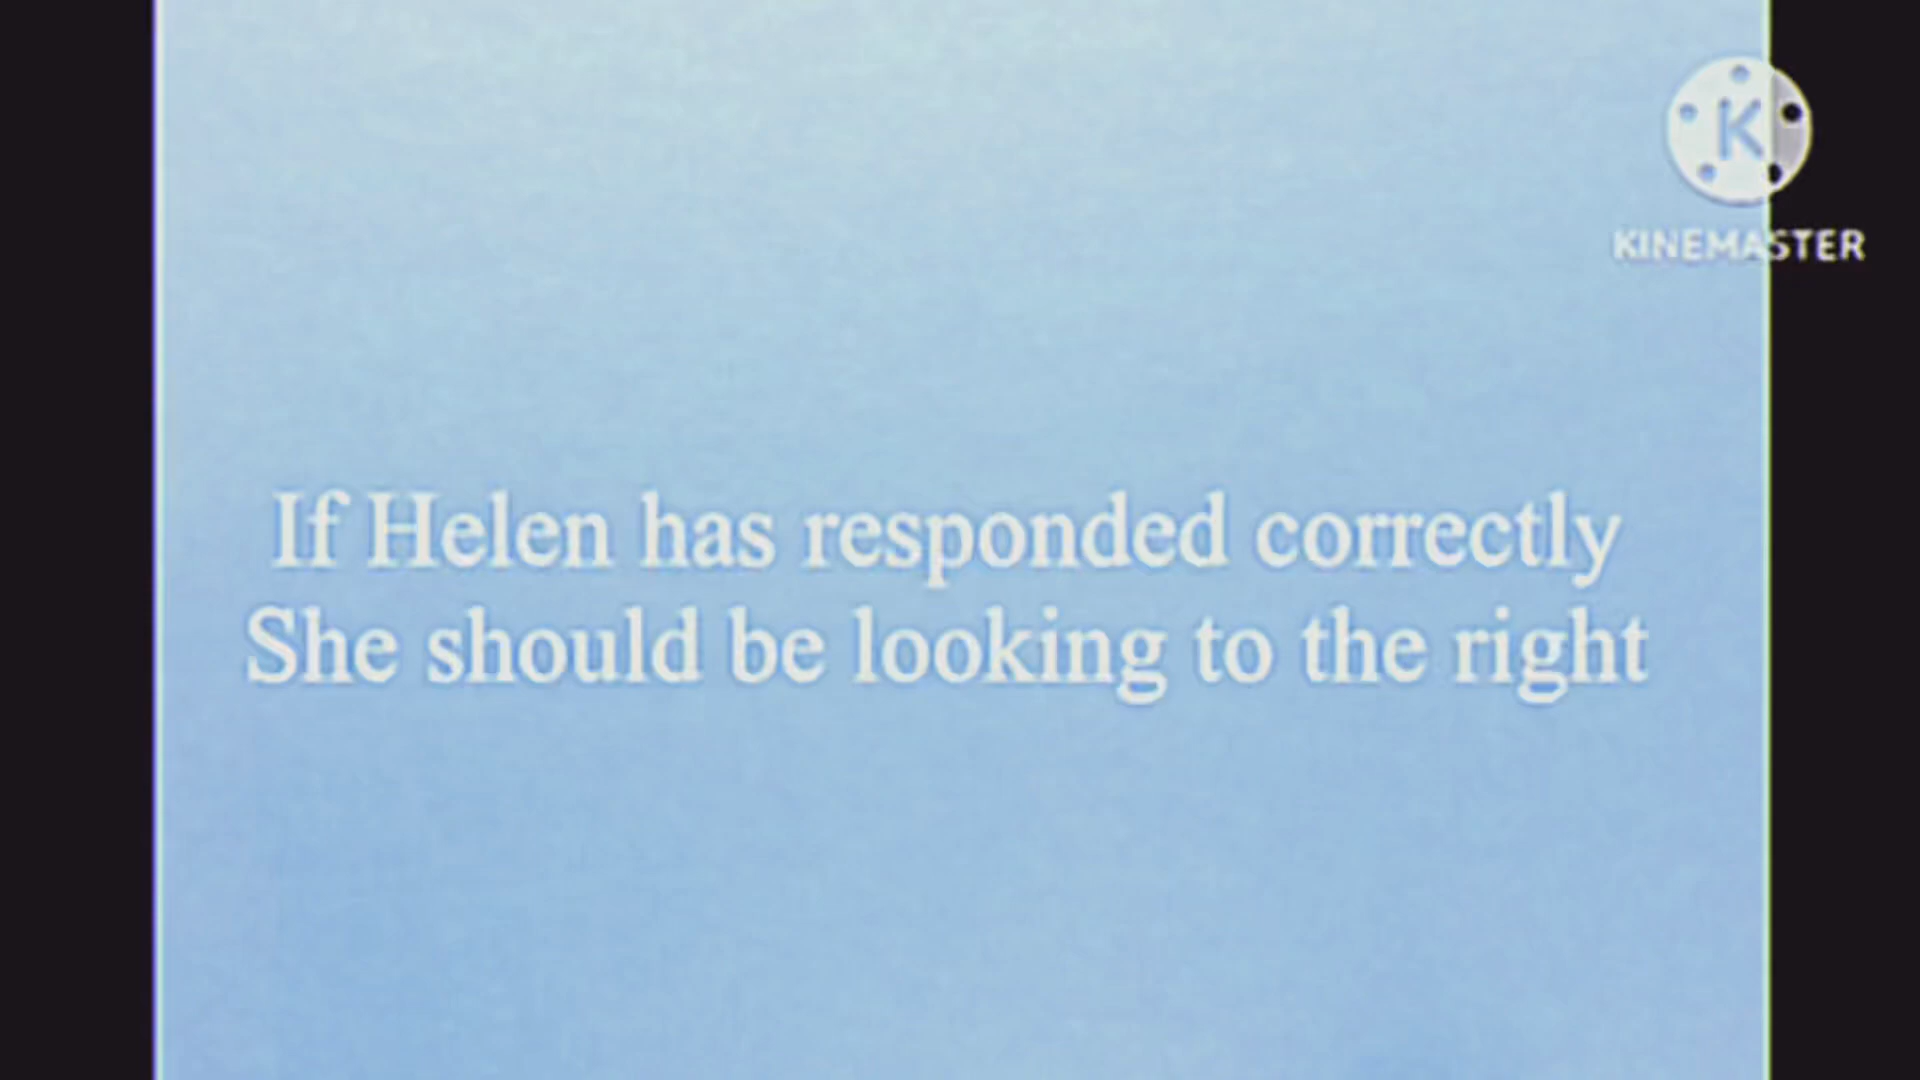 K
KINEMASTER
If Helen has responded correctly
She should be looking to the right